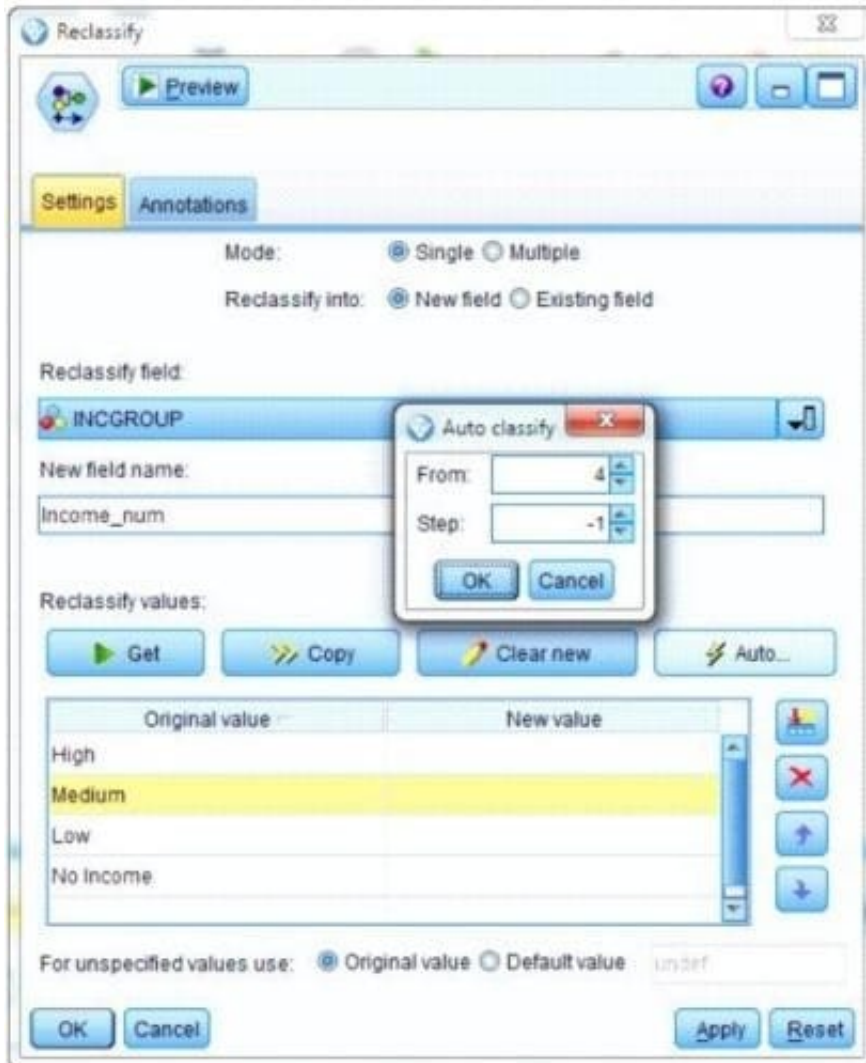 Reclassify
Preview
Settings Annotations
Mode: Single Multiple
Reclassify into: New field Existing field
Reclassify field:
INCGROUP
Auto classify
From: 4
New field name:
Income_num
Step: -1
OK Cancel
Reclassify values:
Get Copy Clear new Auto...
Original value New value
High
Medium
Low
No Income
For unspecified values use: Original value Default value undef
OK Cancel Apply Reset